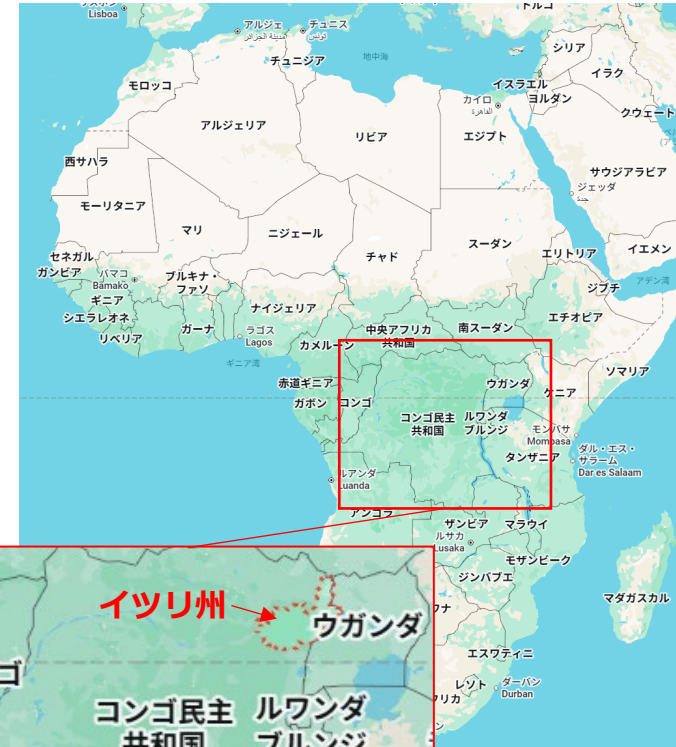 Lisboa
アルジェ
مدينة الجزائر
チュニス
تونس
トルコ
チュニジア
地中海
シリア
モロッコ
イスラエル
イラク
カイロ
القاهرة
ヨルダン
クウェート
アルジェリア
リビア
エジプト
西サハラ
サウジアラビア
ジェッダ
جدة
モーリタニア
マリ
ニジェール
チャド
スーダン
エリトリア
イエメン
セネガル
ガンビア
バマコ
Bamako
ブルキナ・
ファソ
アデン湾
ジブチ
ギニア
シエラレオネ
リベリア
ガーナ
ナイジェリア
ラゴス
Lagos
ギニア湾
カメルーン
中央アフリカ
共和国
南スーダン
エチオピア
ソマリア
赤道ギニア
ガボン
コンゴ
ウガンダ
ケニア
コンゴ民主
共和国
ルワンダ
ブルンジ
モンバサ
Mombasa
タンザニア
ダル・エス・
サラーム
Dar es Salaam
ルアンダ
Luanda
アンゴラ
ザンビア
マラウイ
ルサカ
Lusaka
モザンビーク
ジンバブエ
マダガスカル
エスワティニ
レソト
ダーバン
Durban
イツリ州
ウガンダ
コンゴ民主
共和国
ルワンダ
ブルンジ